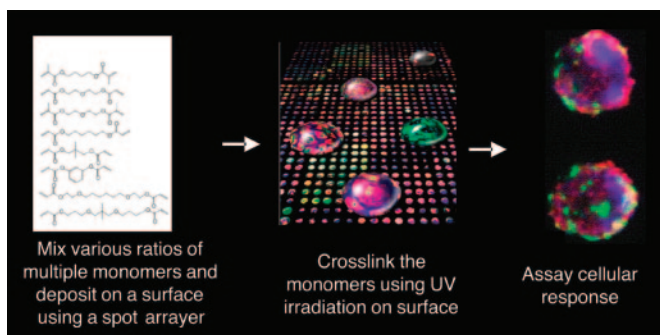 Mix various ratios of
multiple monomers and
deposit on a surface
using a spot arrayer
Crosslink the
monomers using UV
irradiation on surface
Assay cellular
response